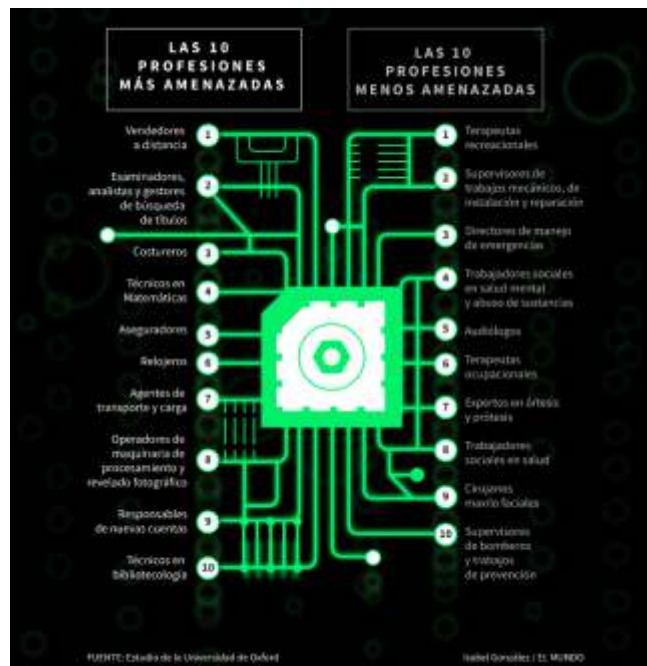 LAS 10
PROFESIONES
MÁS AMENAZADAS
1
Vendedores
a distancia
2
Examinadores,
analistas y gestores
de búsqueda
de títulos
3
Costureros
4
Técnicos en
Matemáticas
5
Aseguradores
6
Relojeros
7
Agentes de
transporte y carga
8
Operadores de
maquinaria de
procesamiento y
revelado fotográfico
9
Responsables
de nuevas cuentas
10
Técnicos en
bibliotecología
LAS 10
PROFESIONES
MENOS AMENAZADAS
1
Terapeutas
recreacionales
2
Supervisores de
trabajos mecánicos, de
instalación y reparación
3
Directores de manejo
de emergencias
4
Trabajadores sociales
en salud mental
y abuso de sustancias
5
Audiólogos
6
Terapeutas
ocupacionales
7
Expertos en órtesis
y prótesis
8
Trabajadores
sociales en salud
9
Cirujanos
maxilo faciales
10
Supervisores
de bomberos
y trabajos
de prevención
FUENTE: Estudio de la Universidad de Oxford
Isabel González / EL MUNDO